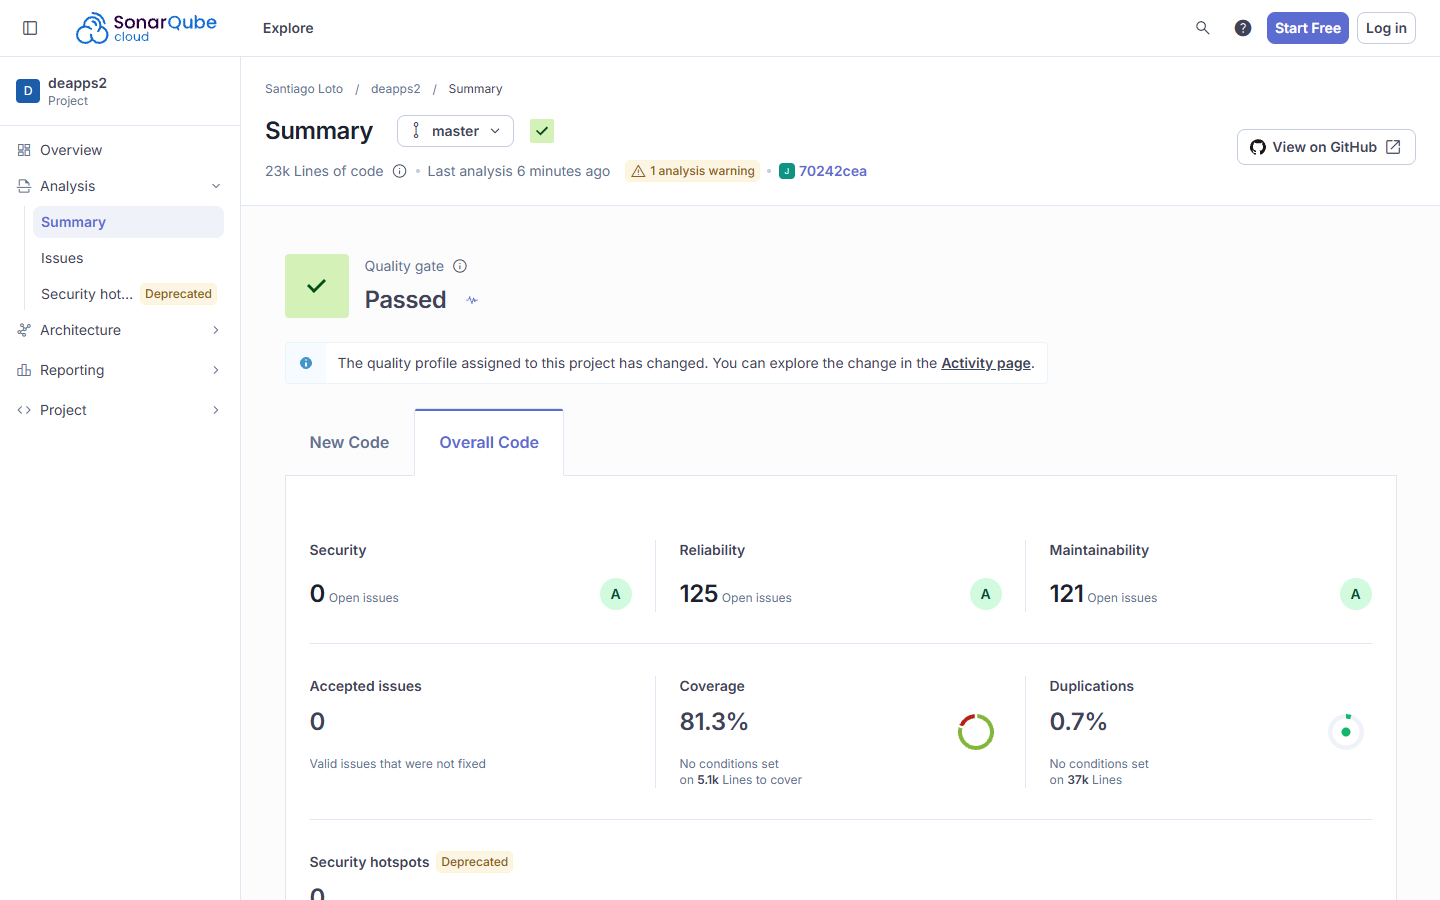 SonarQube cloud
Explore
?
Start Free
Log in
D
deapps2
Project
Overview
Analysis
Summary
Issues
Security hot... Deprecated
Architecture
Reporting
Project
Santiago Loto / deapps2 / Summary
Summary
master
View on GitHub
23k Lines of code • Last analysis 6 minutes ago 1 analysis warning • J 70242cea
Quality gate
Passed
The quality profile assigned to this project has changed. You can explore the change in the Activity page.
New Code
Overall Code
Security
0 Open issues
A
Reliability
125 Open issues
A
Maintainability
121 Open issues
A
Accepted issues
0
Valid issues that were not fixed
Coverage
81.3%
No conditions set
on 5.1k Lines to cover
Duplications
0.7%
No conditions set
on 37k Lines
Security hotspots Deprecated
0